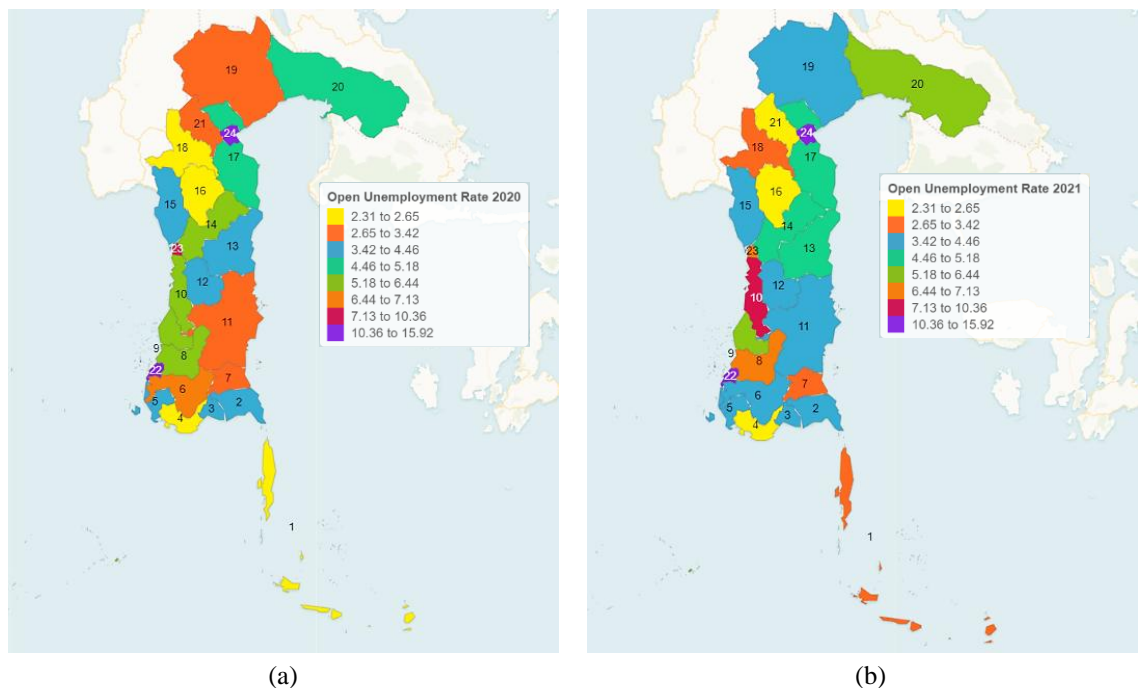 19
20
21
24
18
17
16
15
14
23
13
12
10
11
9
8
22
7
6
5
4
3
2
1
Open Unemployment Rate 2020
2.31 to 2.65
2.65 to 3.42
3.42 to 4.46
4.46 to 5.18
5.18 to 6.44
6.44 to 7.13
7.13 to 10.36
10.36 to 15.92
(a)
19
20
21
24
18
17
16
15
14
23
13
12
10
11
9
8
22
7
6
5
4
3
2
1
Open Unemployment Rate 2021
2.31 to 2.65
2.65 to 3.42
3.42 to 4.46
4.46 to 5.18
5.18 to 6.44
6.44 to 7.13
7.13 to 10.36
10.36 to 15.92
(b)